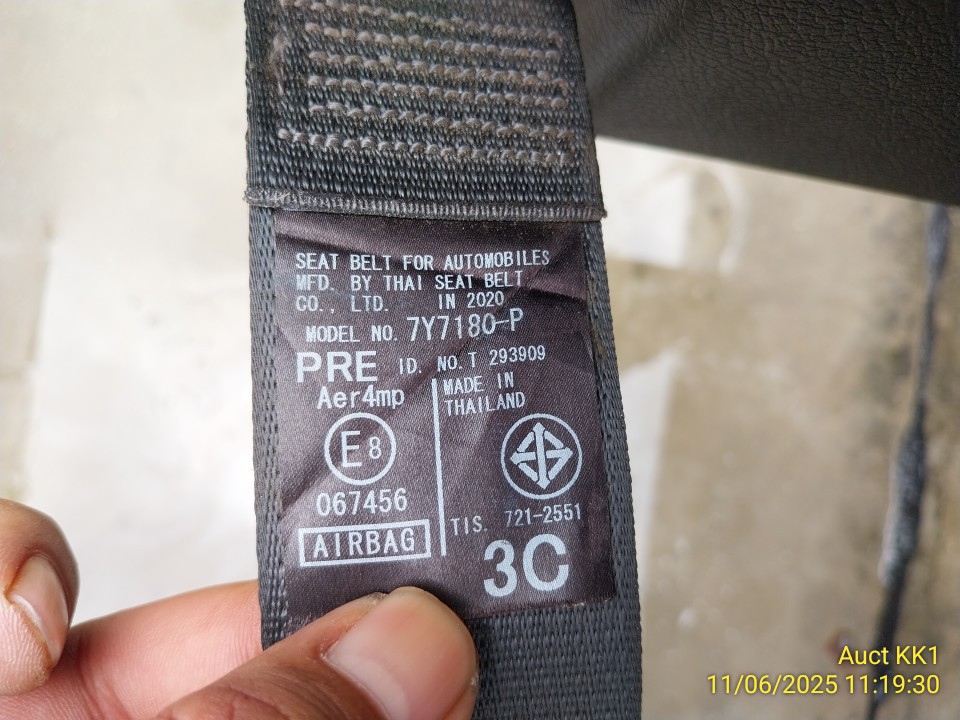 SEAT BELT FOR AUTOMOBILES
MFD. BY THAI SEAT BELT
CO., LTD. IN 2020
MODEL NO. 7Y7180-P
PRE ID. NO. T 293909
Aer4mp
MADE IN
THAILAND
E8
067456
AIRBAG
TIS. 721-2551
3C
Auct KK1
11/06/2025 11:19:30